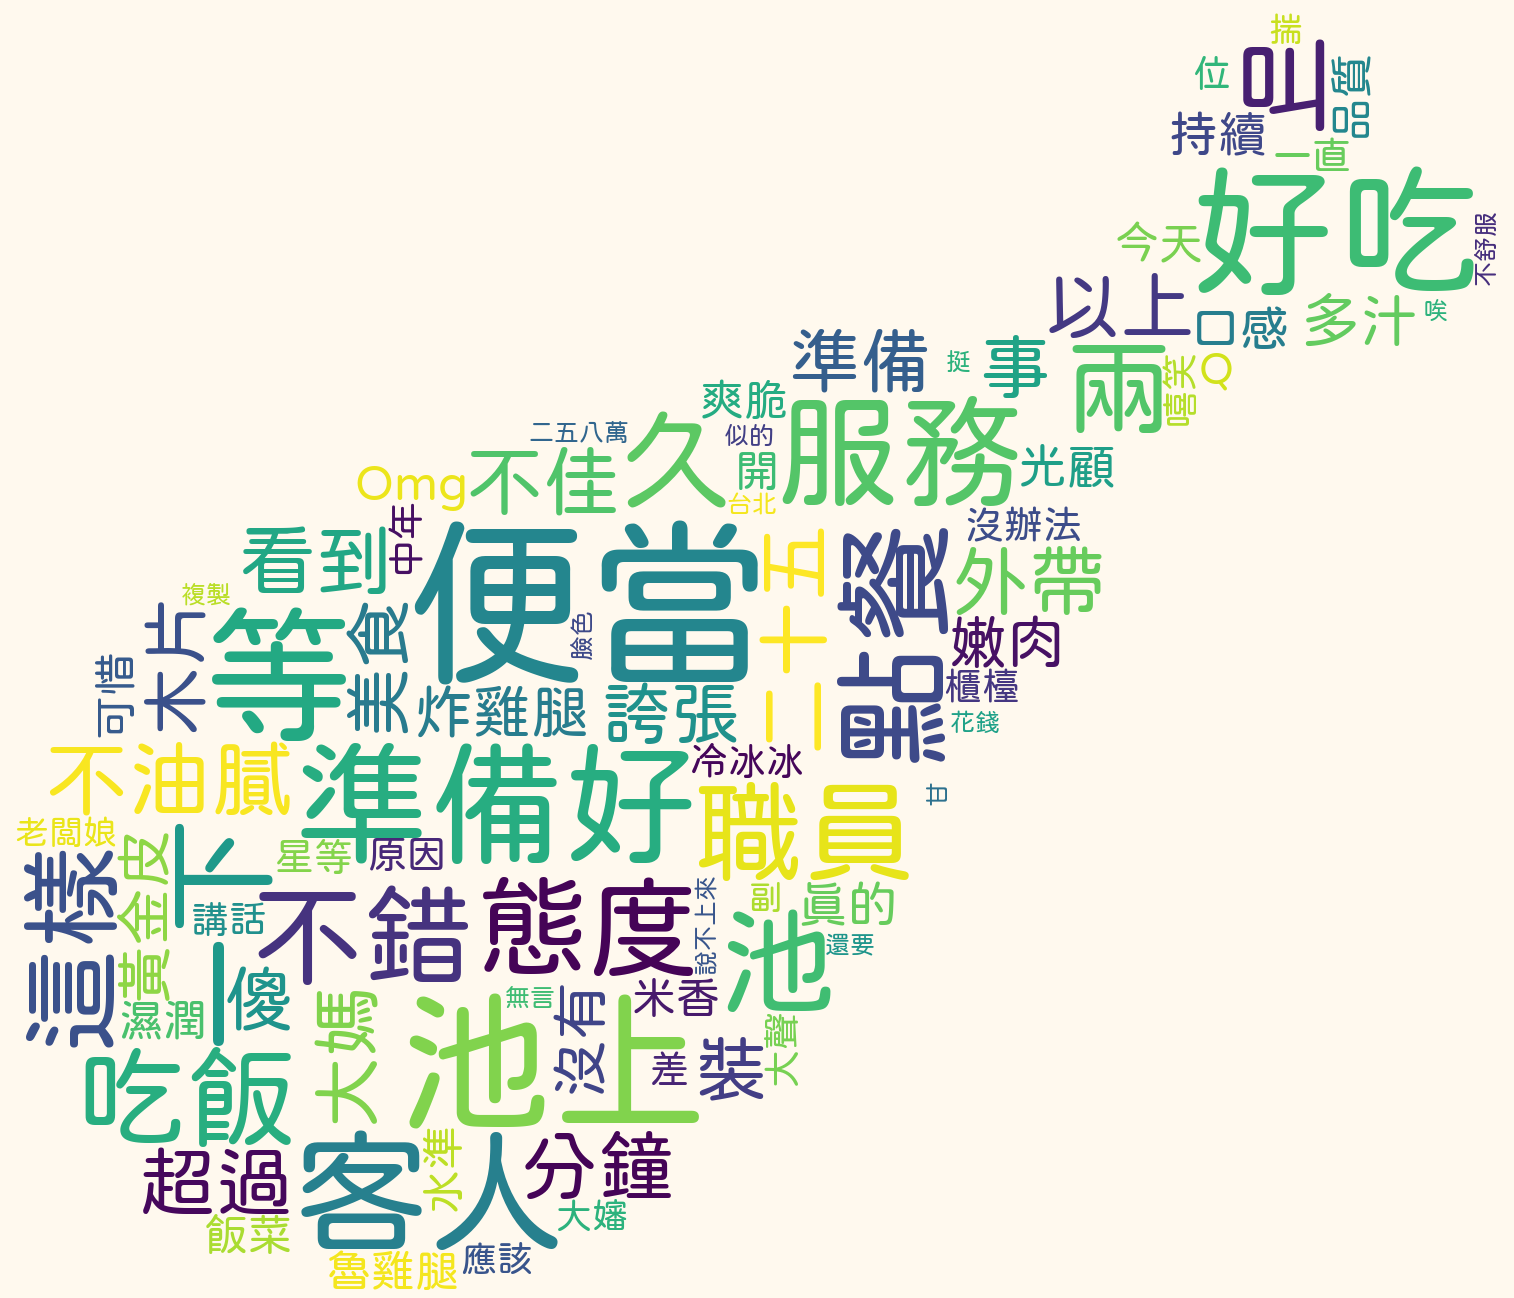 揣
叫
位
品質
持續
一直
好吃
不舒服
今天
以上
口感
多汁
唉
準備
挺
事
兩
嘻笑
Q
爽脆
二五八萬
久
似的
服務
開
光顧
Omg
不佳
台北
看到
中年
便當
二十五
點餐
沒辦法
外帶
複製
木片
等
美食
臉色
嫩肉
可惜
炸雞腿
誇張
櫃檯
花錢
不油膩
準備好
冷冰冰
職員
甘
老闆娘
這樣
黃金皮
一下
星等
原因
講話
不錯
態度
說不上來
副
真的
池
還要
傻
濕潤
大媽
池上
無言
沒有
米香
差
裝
大聲
吃飯
客人
水準
分鐘
超過
大嬸
飯菜
魯雞腿
應該